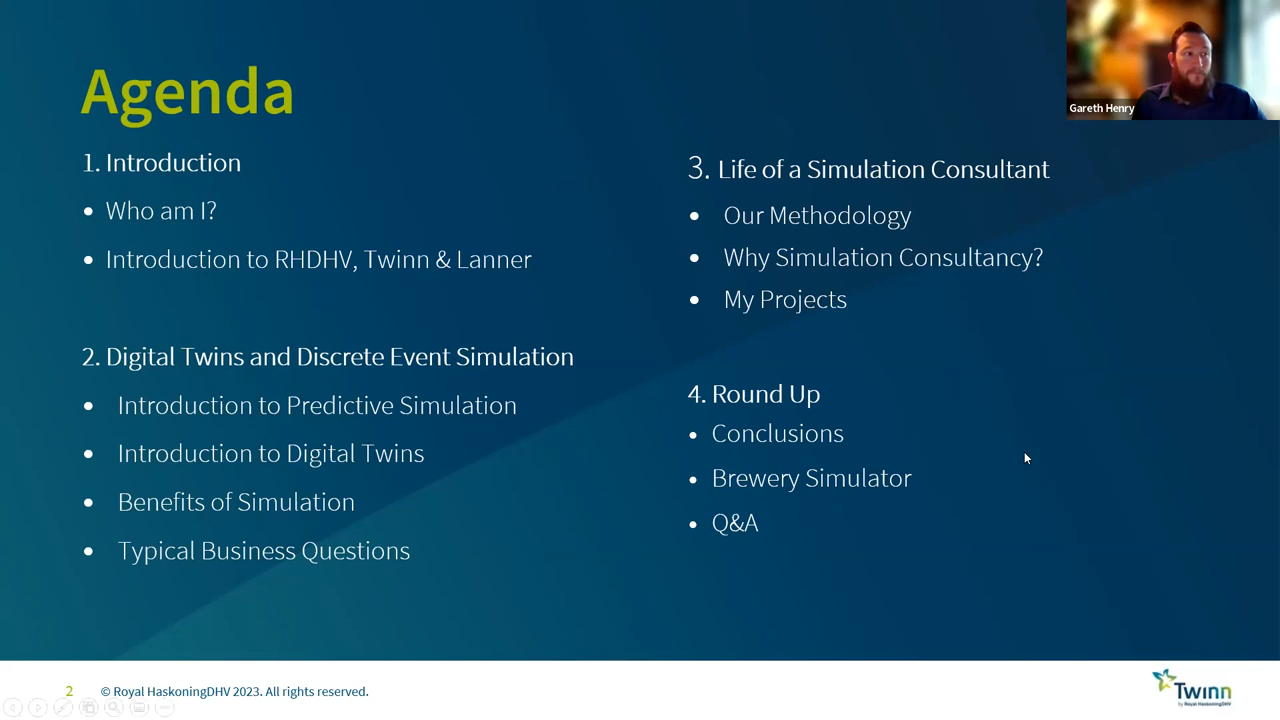 Agenda
1. Introduction
• Who am I?
• Introduction to RHDHV, Twinn & Lanner
2. Digital Twins and Discrete Event Simulation
• Introduction to Predictive Simulation
• Introduction to Digital Twins
• Benefits of Simulation
• Typical Business Questions
3. Life of a Simulation Consultant
• Our Methodology
• Why Simulation Consultancy?
• My Projects
4. Round Up
• Conclusions
• Brewery Simulator
• Q&A
Gareth Henry
2
© Royal HaskoningDHV 2023. All rights reserved.
Twinn
by Royal HaskoningDHV